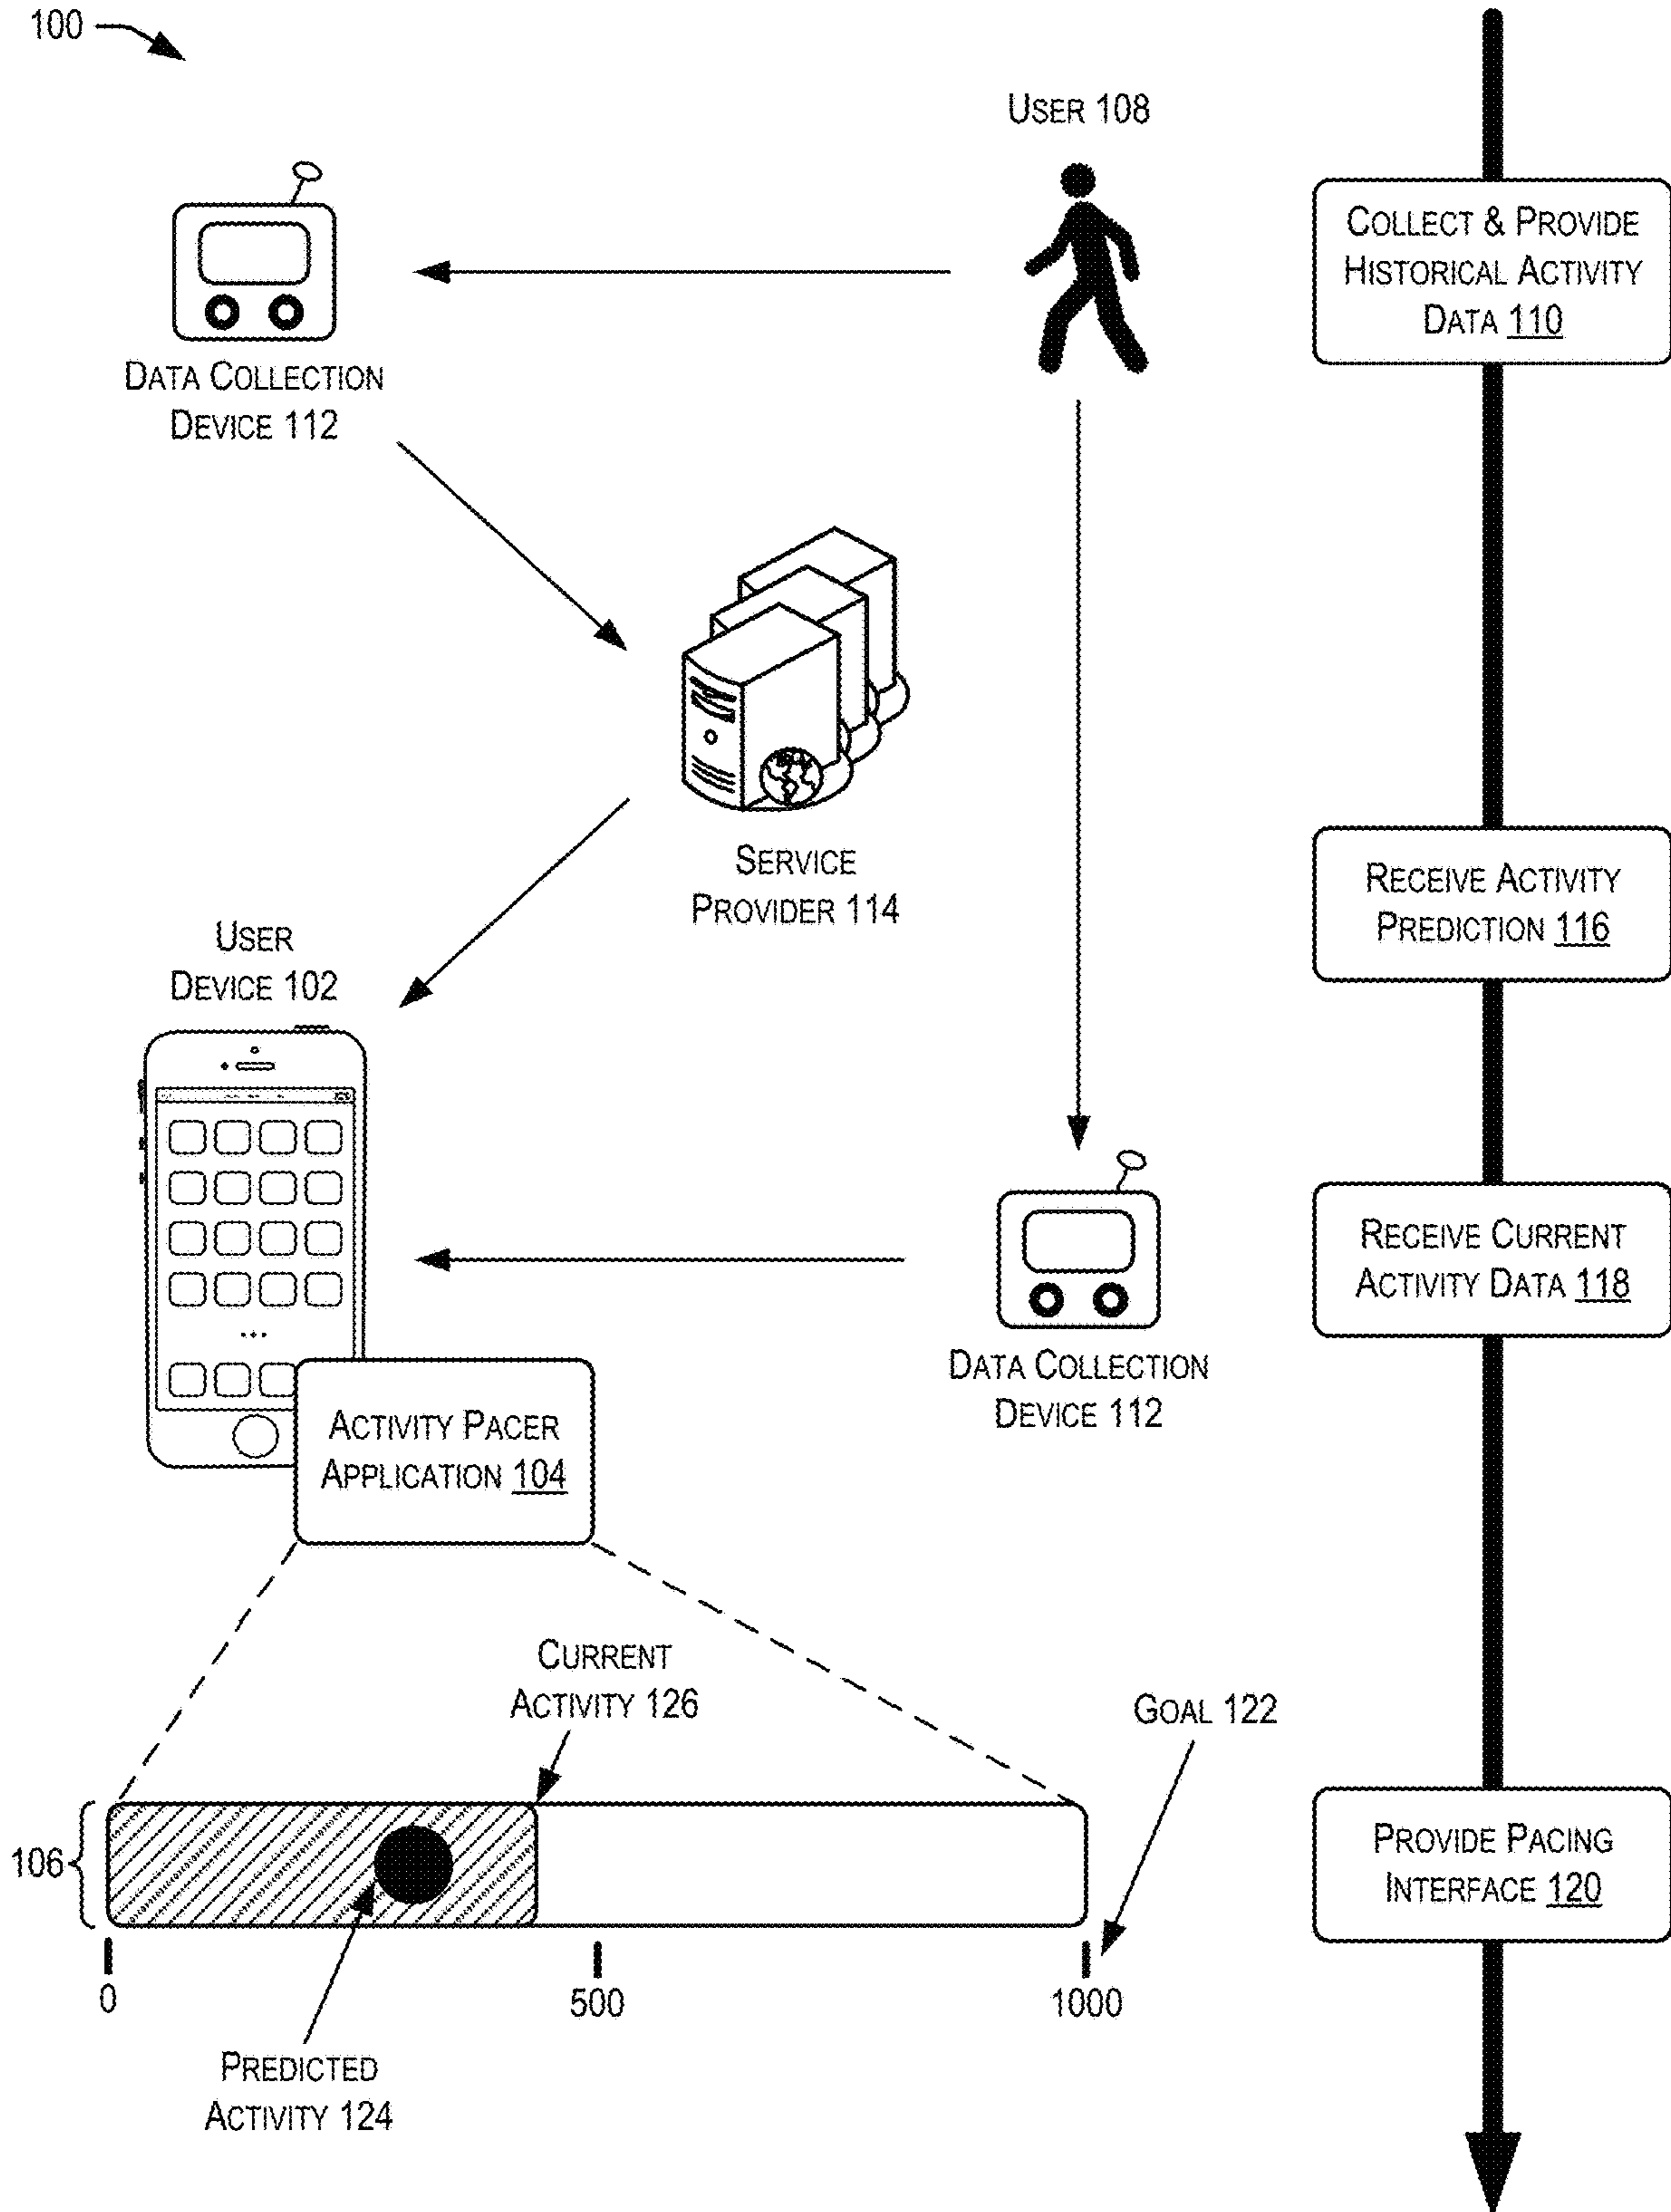 100
USER 108
COLLECT & PROVIDE
HISTORICAL ACTIVITY
DATA 110
DATA COLLECTION
DEVICE 112
SERVICE
PROVIDER 114
RECEIVE ACTIVITY
PREDICTION 116
USER
DEVICE 102
RECEIVE CURRENT
ACTIVITY DATA 118
DATA COLLECTION
DEVICE 112
ACTIVITY PACER
APPLICATION 104
CURRENT
ACTIVITY 126
GOAL 122
106
PROVIDE PACING
INTERFACE 120
0
500
1000
PREDICTED
ACTIVITY 124